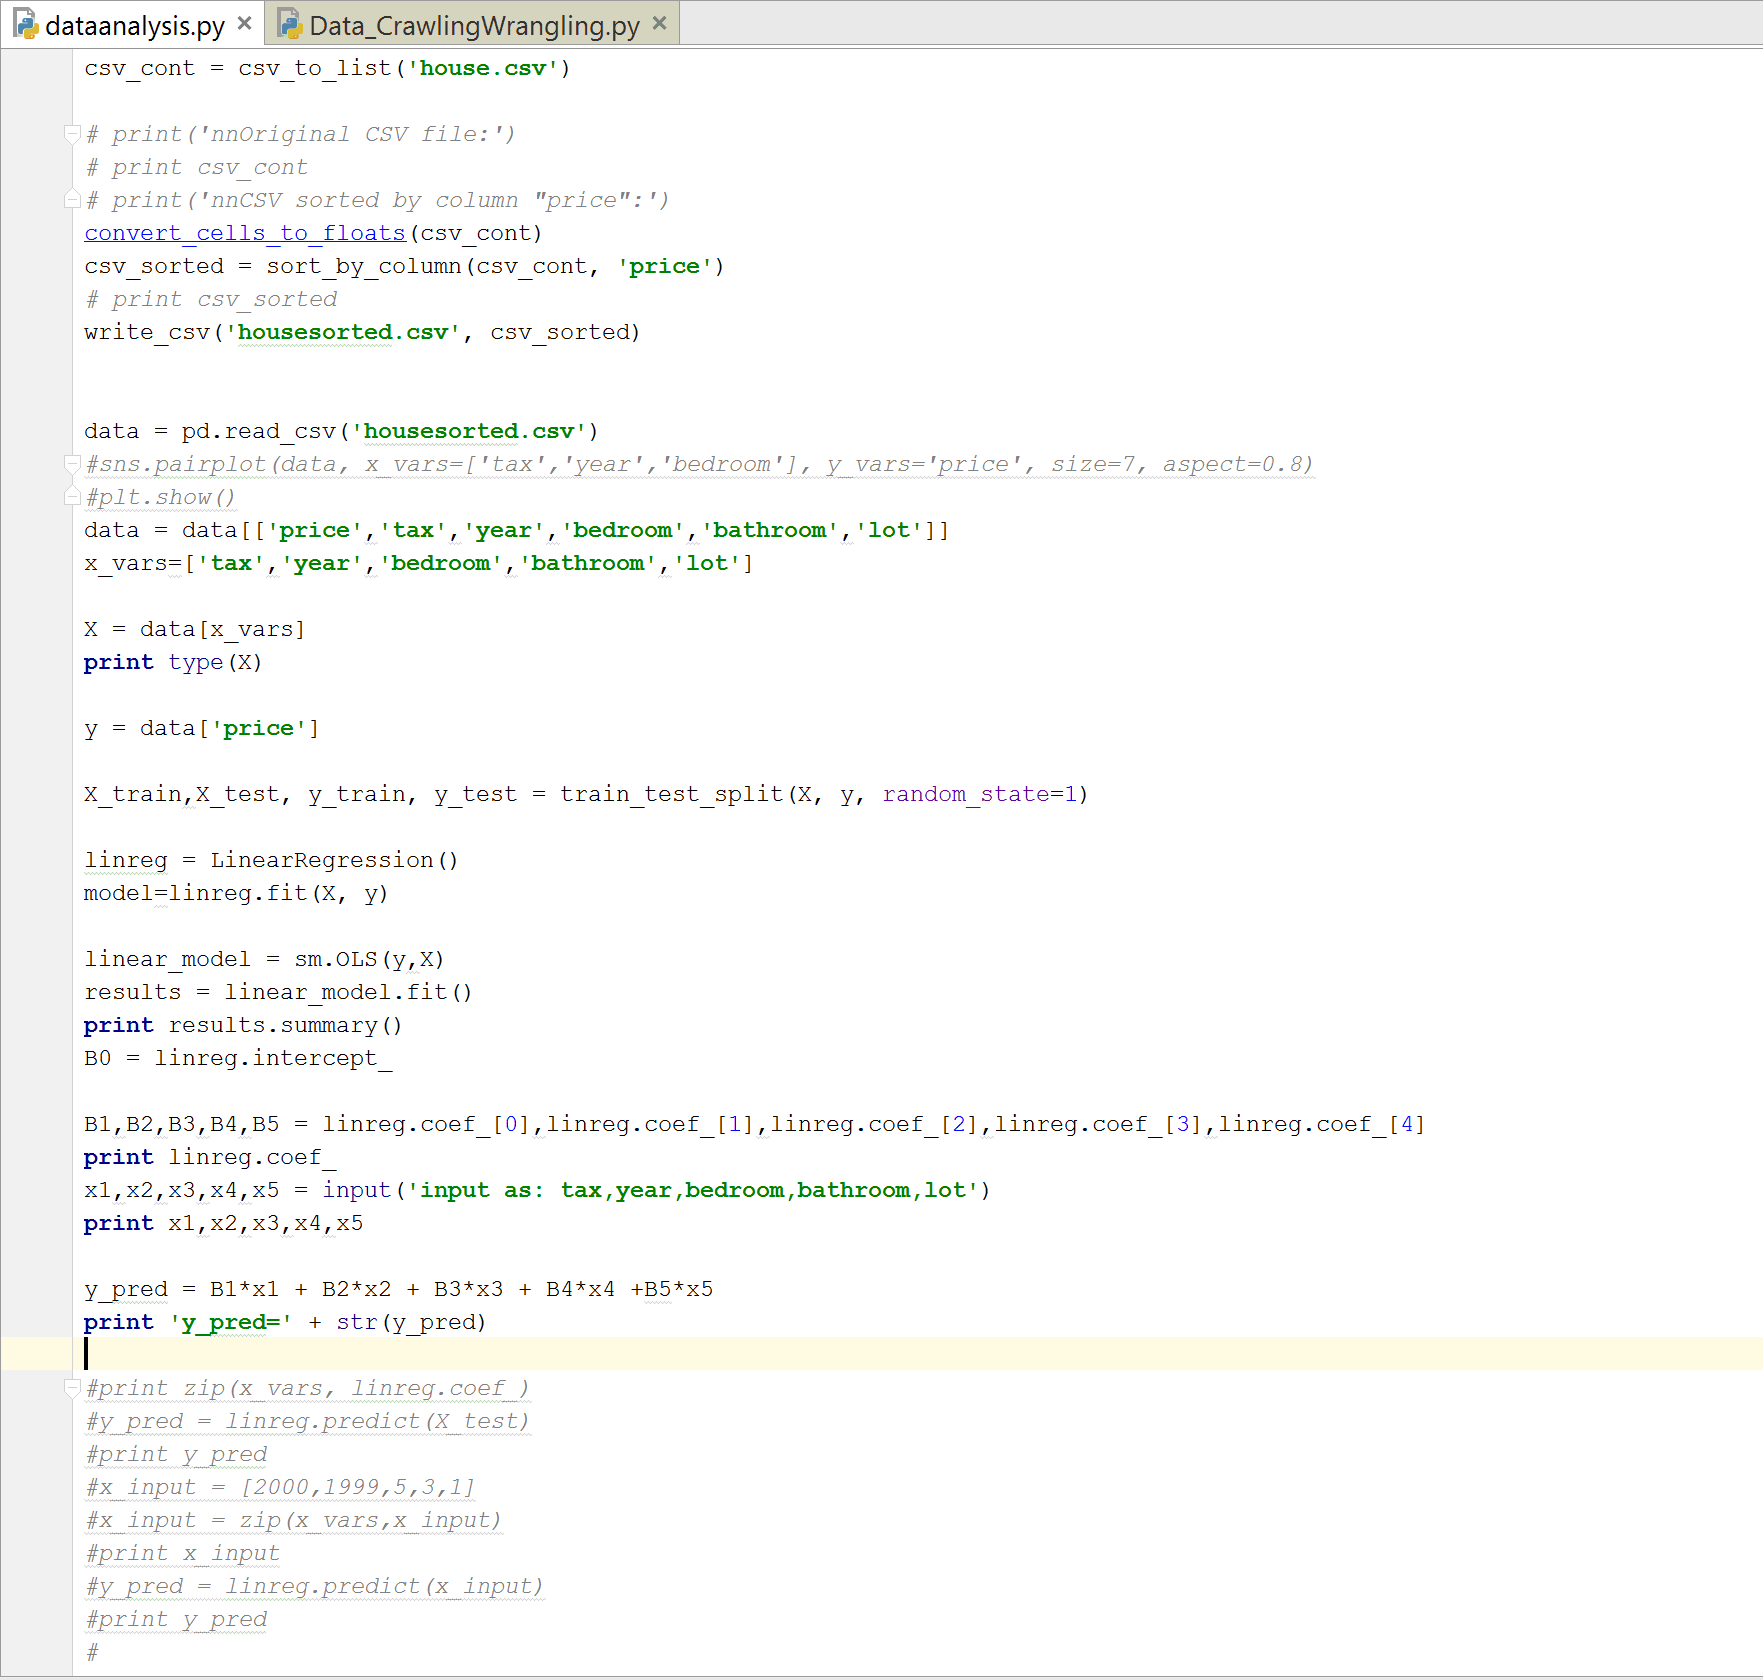 dataanalysis.py × Data_CrawlingWrangling.py ×
csv_cont = csv_to_list('house.csv')
# print('nnOriginal CSV file:')
# print csv_cont
# print('nnCSV sorted by column "price":')
convert_cells_to_floats(csv_cont)
csv_sorted = sort_by_column(csv_cont, 'price')
# print csv_sorted
write_csv('housesorted.csv', csv_sorted)
data = pd.read_csv('housesorted.csv')
#sns.pairplot(data, x_vars=['tax','year','bedroom'], y_vars='price', size=7, aspect=0.8)
#plt.show()
data = data[['price','tax','year','bedroom','bathroom','lot']]
x_vars=['tax','year','bedroom','bathroom','lot']
X = data[x_vars]
print type(X)
y = data['price']
X_train,X_test, y_train, y_test = train_test_split(X, y, random_state=1)
linreg = LinearRegression()
model=linreg.fit(X, y)
linear_model = sm.OLS(y,X)
results = linear_model.fit()
print results.summary()
B0 = linreg.intercept_
B1,B2,B3,B4,B5 = linreg.coef_[0],linreg.coef_[1],linreg.coef_[2],linreg.coef_[3],linreg.coef_[4]
print linreg.coef_
x1,x2,x3,x4,x5 = input('input as: tax,year,bedroom,bathroom,lot')
print x1,x2,x3,x4,x5
y_pred = B1*x1 + B2*x2 + B3*x3 + B4*x4 +B5*x5
print 'y_pred=' + str(y_pred)
#print zip(x_vars, linreg.coef_)
#y_pred = linreg.predict(X_test)
#print y_pred
#x_input = [2000,1999,5,3,1]
#x_input = zip(x_vars,x_input)
#print x_input
#y_pred = linreg.predict(x_input)
#print y_pred
#